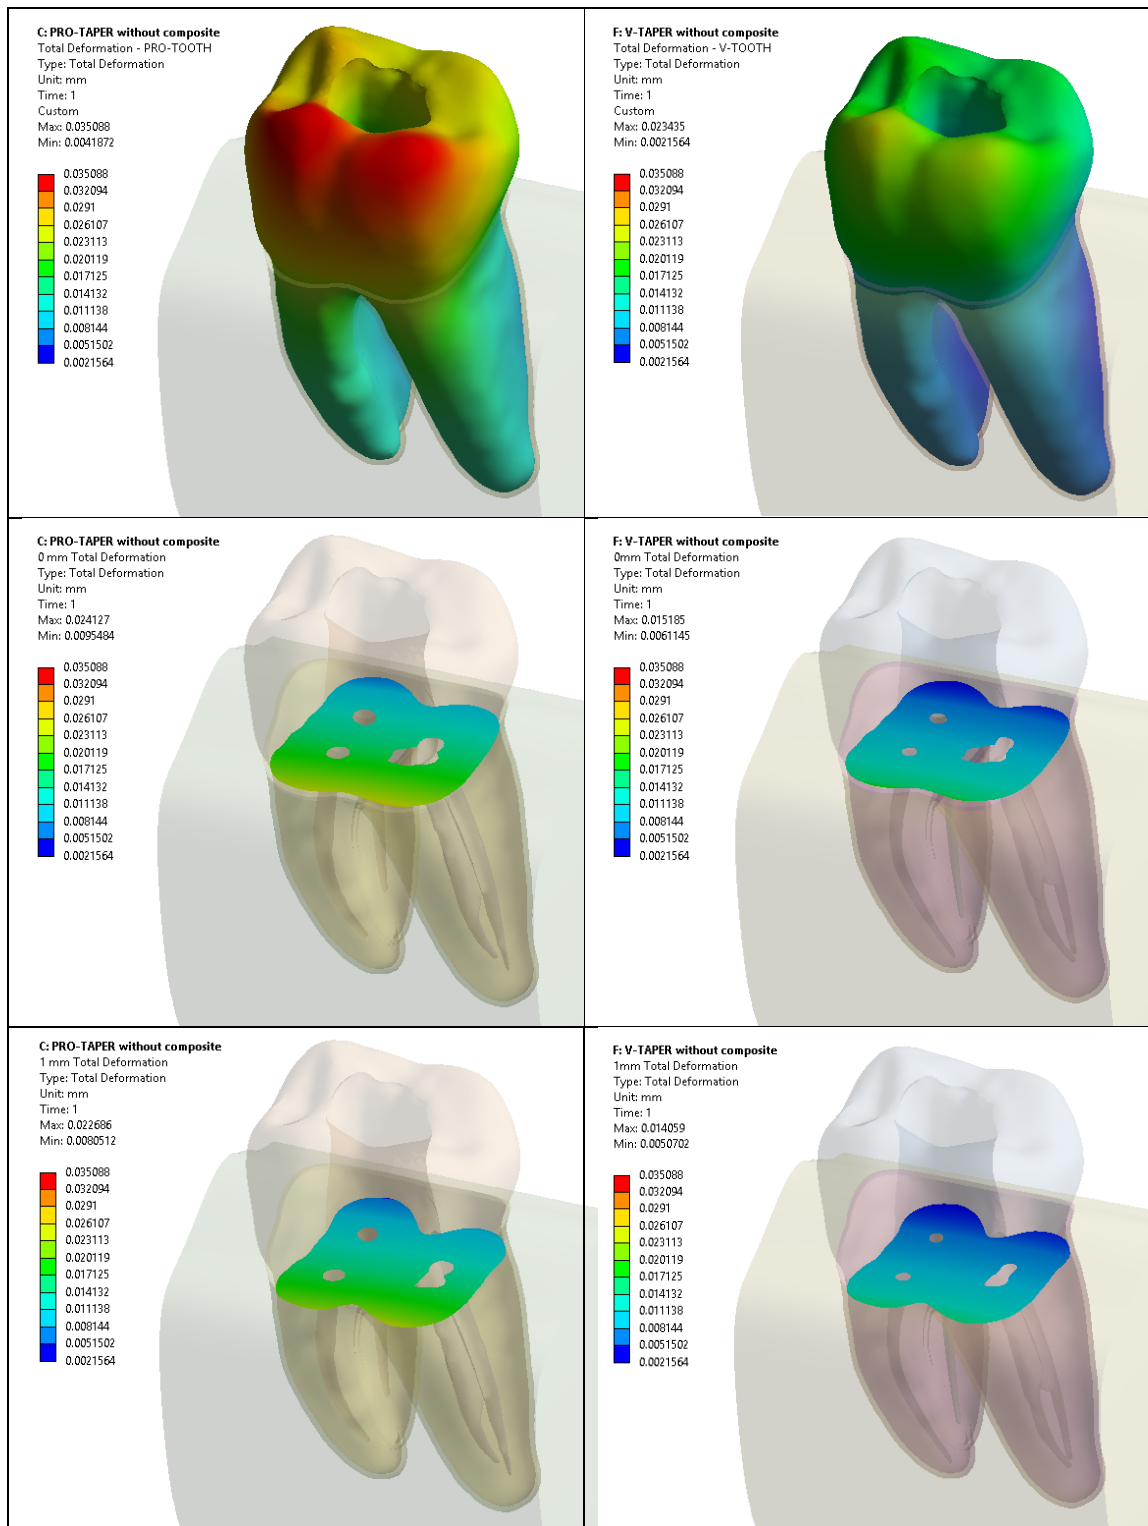 C: PRO-TAPER without composite
Total Deformation - PRO-TOOTH
Type: Total Deformation
Unit: mm
Time: 1
Custom
Max: 0.035088
Min: 0.0041872
0.035088
0.032094
0.0291
0.026107
0.023113
0.020119
0.017125
0.014132
0.011138
0.008144
0.0051502
0.0021564
F: V-TAPER without composite
Total Deformation - V-TOOTH
Type: Total Deformation
Unit: mm
Time: 1
Custom
Max: 0.023435
Min: 0.0021564
0.035088
0.032094
0.0291
0.026107
0.023113
0.020119
0.017125
0.014132
0.011138
0.008144
0.0051502
0.0021564
C: PRO-TAPER without composite
0 mm Total Deformation
Type: Total Deformation
Unit: mm
Time: 1
Max: 0.024127
Min: 0.0095484
0.035088
0.032094
0.0291
0.026107
0.023113
0.020119
0.017125
0.014132
0.011138
0.008144
0.0051502
0.0021564
F: V-TAPER without composite
0mm Total Deformation
Type: Total Deformation
Unit: mm
Time: 1
Max: 0.015185
Min: 0.0061145
0.035088
0.032094
0.0291
0.026107
0.023113
0.020119
0.017125
0.014132
0.011138
0.008144
0.0051502
0.0021564
C: PRO-TAPER without composite
1 mm Total Deformation
Type: Total Deformation
Unit: mm
Time: 1
Max: 0.022686
Min: 0.0080512
0.035088
0.032094
0.0291
0.026107
0.023113
0.020119
0.017125
0.014132
0.011138
0.008144
0.0051502
0.0021564
F: V-TAPER without composite
1mm Total Deformation
Type: Total Deformation
Unit: mm
Time: 1
Max: 0.014059
Min: 0.0050702
0.035088
0.032094
0.0291
0.026107
0.023113
0.020119
0.017125
0.014132
0.011138
0.008144
0.0051502
0.0021564